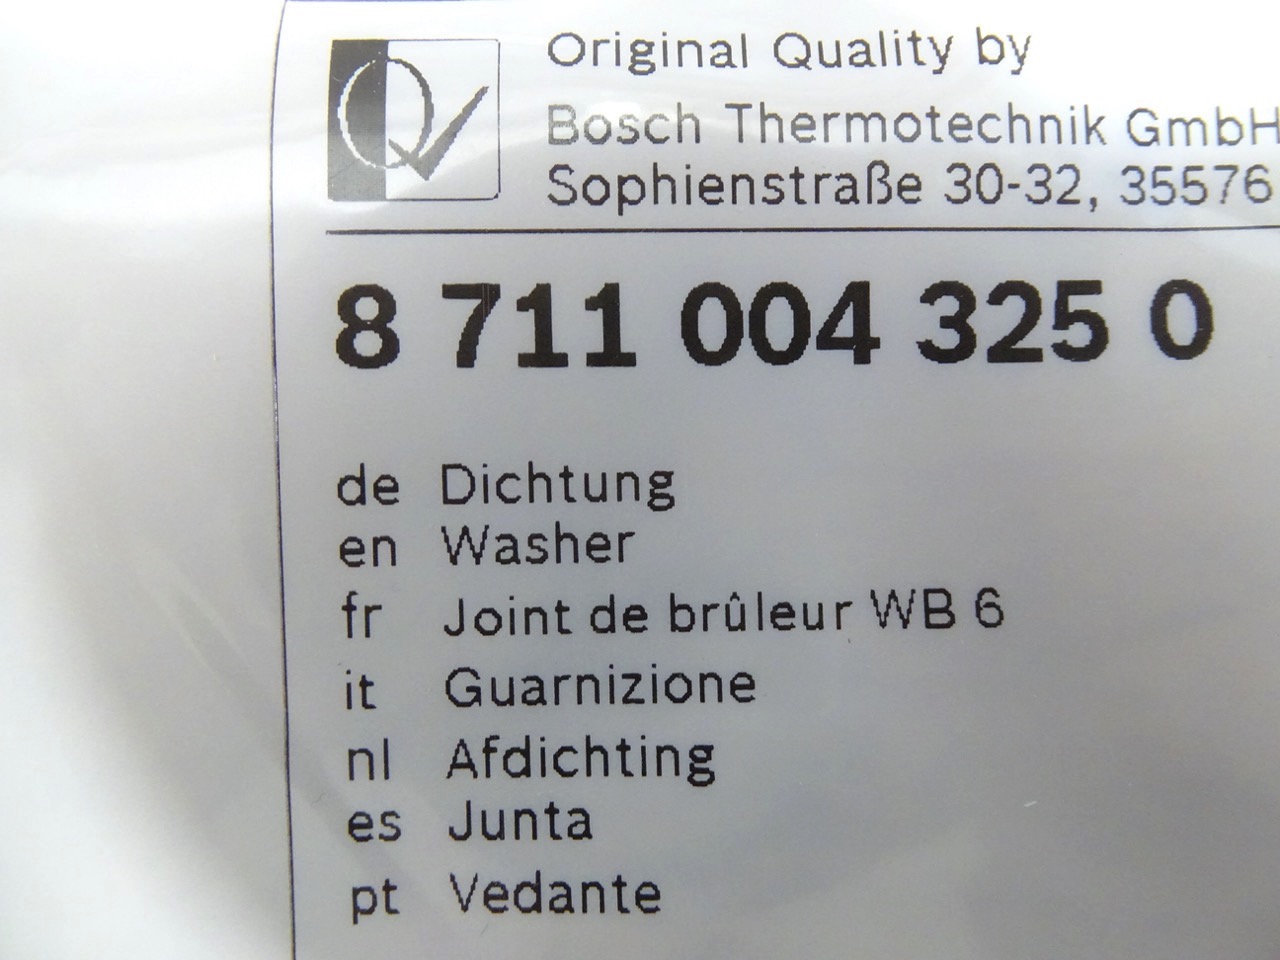 Original Quality by
Bosch Thermotechnik GmbH
Sophienstraße 30-32, 35576
8 711 004 325 0
de Dichtung
en Washer
fr Joint de brûleur WB 6
it Guarnizione
nl Afdichting
es Junta
pt Vedante